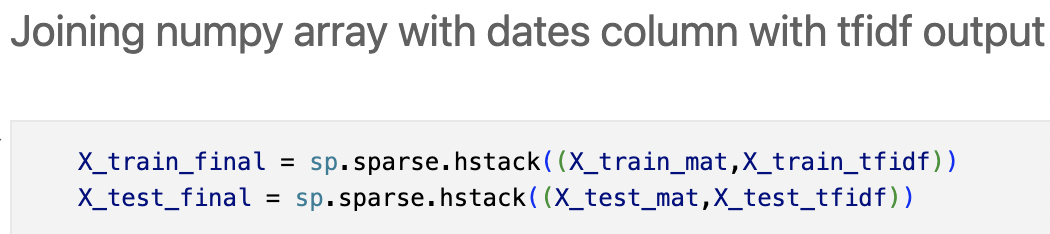 Joining numpy array with dates column with tfidf output
X_train_final = sp.sparse.hstack((X_train_mat,X_train_tfidf))
X_test_final = sp.sparse.hstack((X_test_mat,X_test_tfidf))